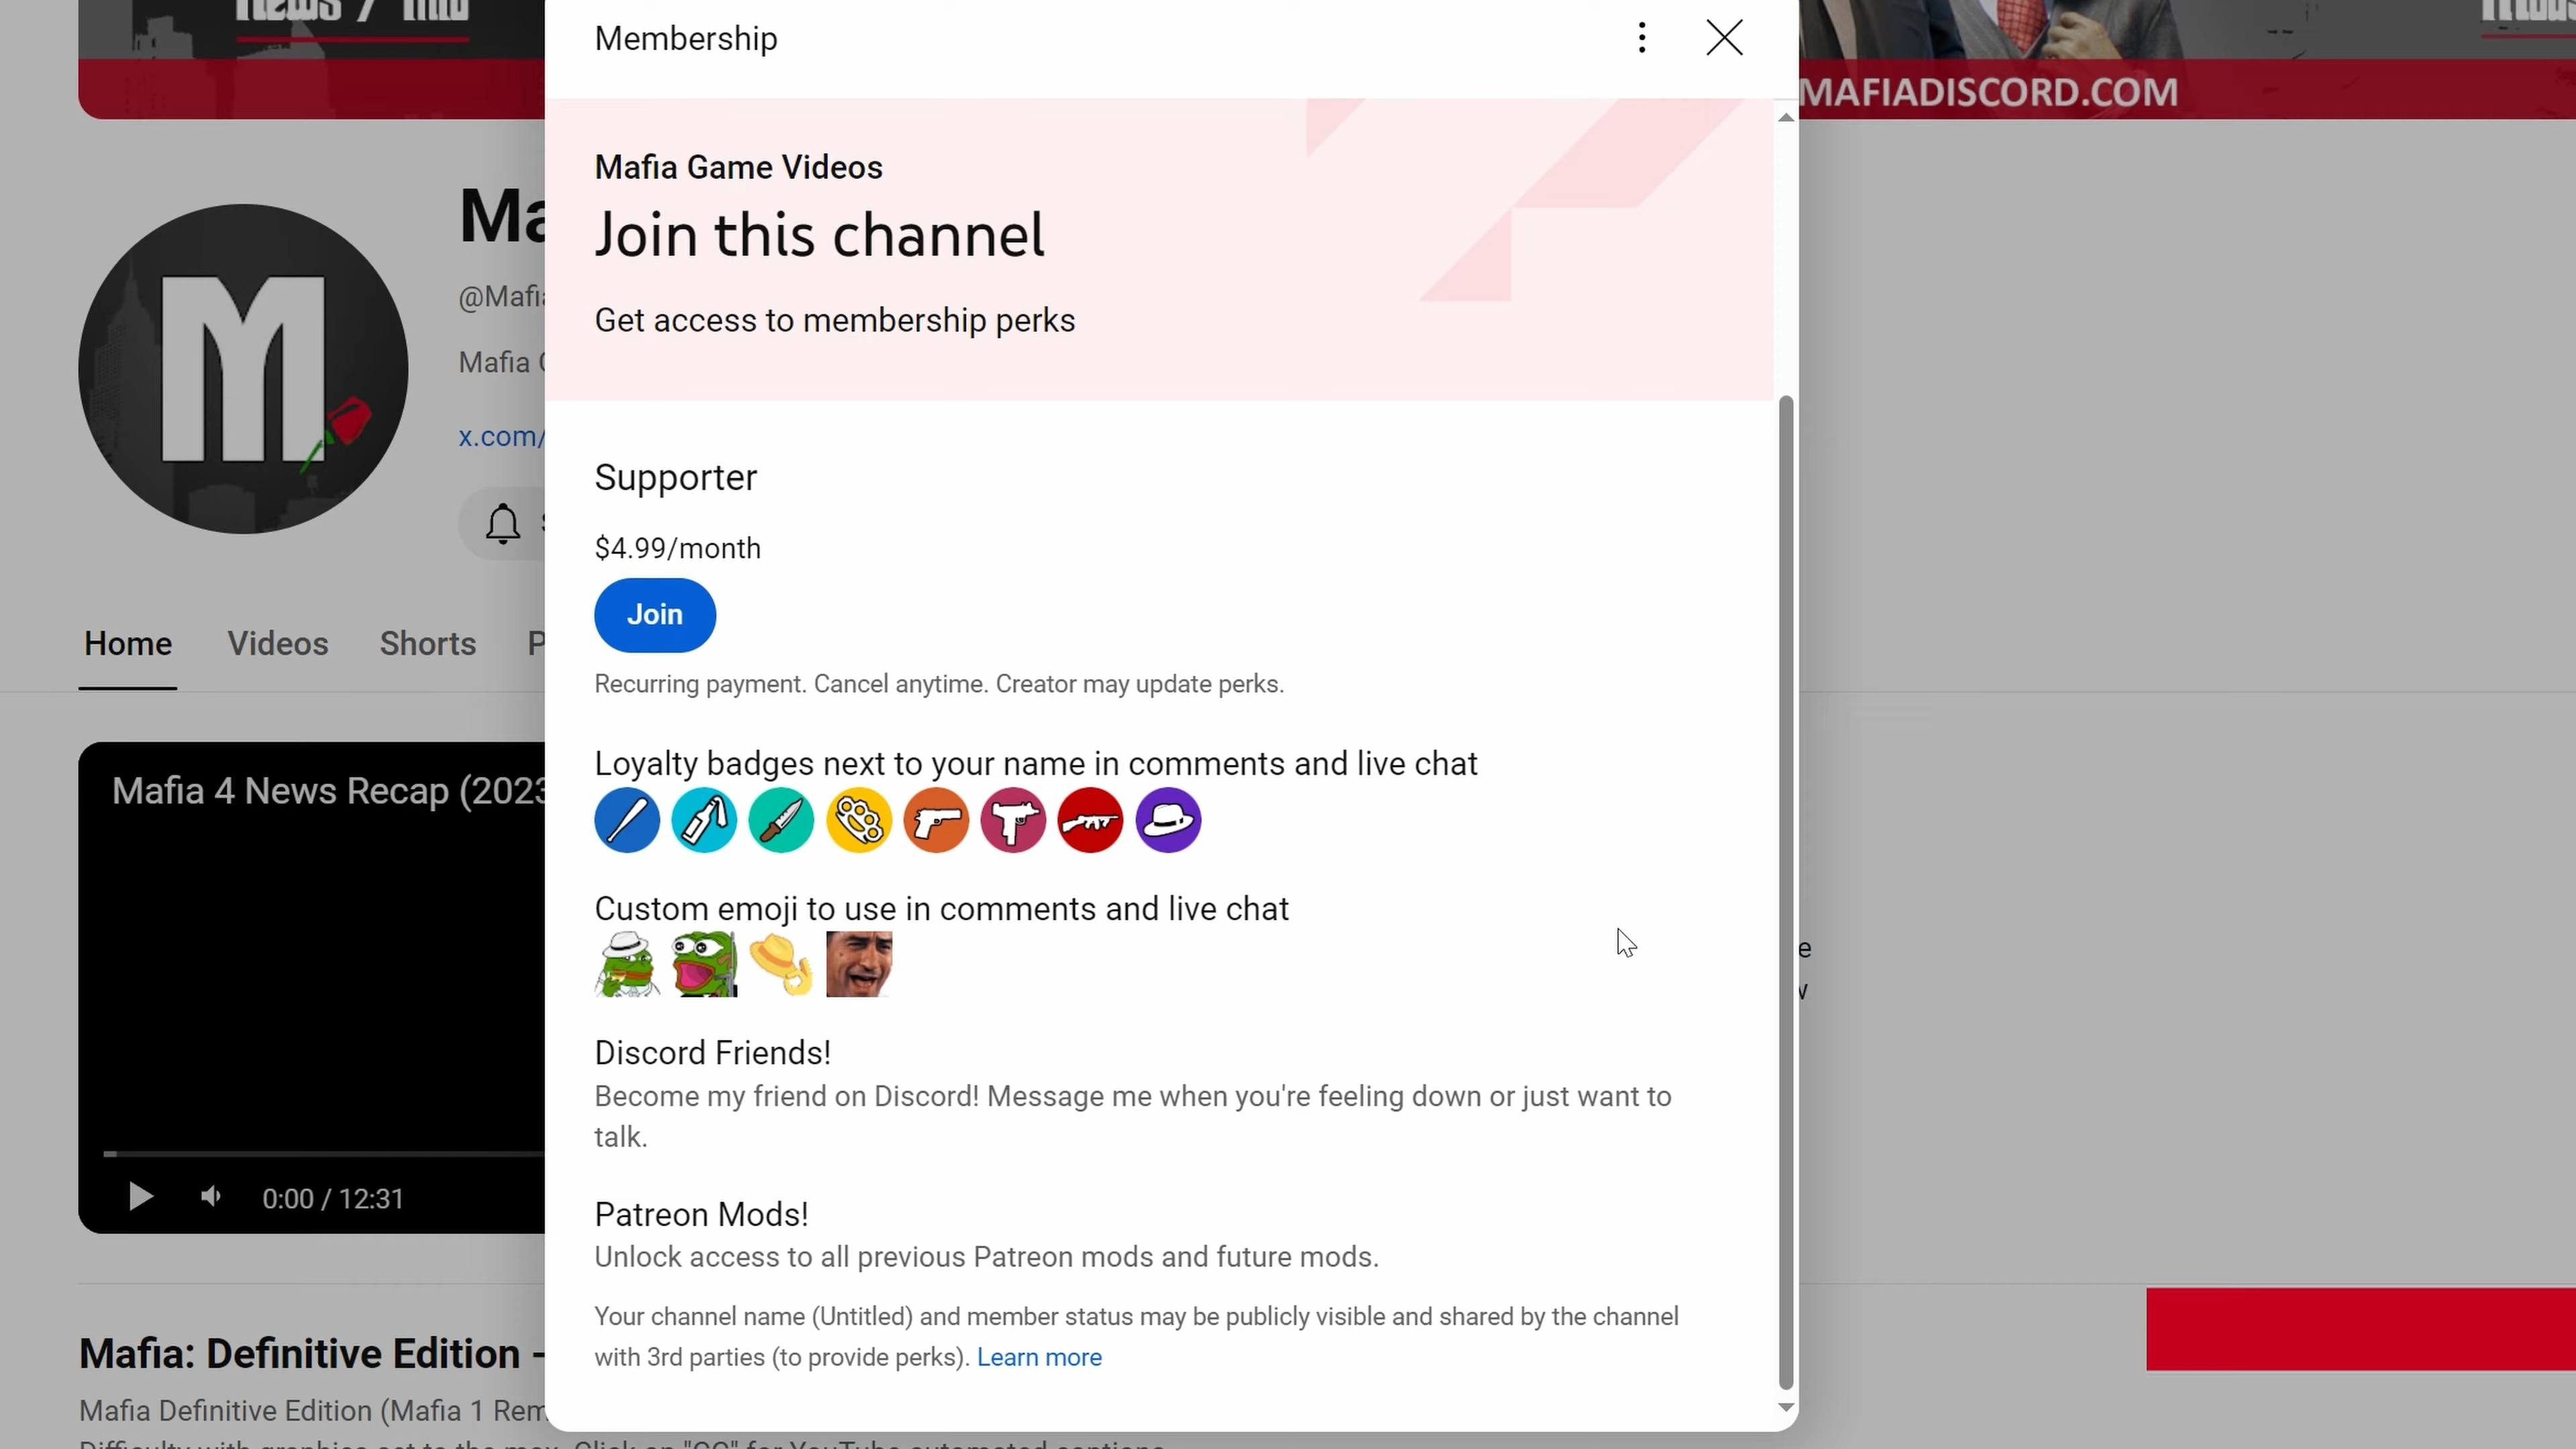 Membership
MAFIADISCORD.COM
Mafia Game Videos
Join this channel
Get access to membership perks
Ma
@Mafi
Mafia
x.com/
Supporter
$4.99/month
Join
Recurring payment. Cancel anytime. Creator may update perks.
Home Videos Shorts P
Loyalty badges next to your name in comments and live chat
Mafia 4 News Recap (2023
Custom emoji to use in comments and live chat
Discord Friends!
Become my friend on Discord! Message me when you're feeling down or just want to
talk.
0:00 / 12:31
Patreon Mods!
Unlock access to all previous Patreon mods and future mods.
Your channel name (Untitled) and member status may be publicly visible and shared by the channel
with 3rd parties (to provide perks). Learn more
Mafia: Definitive Edition -
Mafia Definitive Edition (Mafia 1 Rem